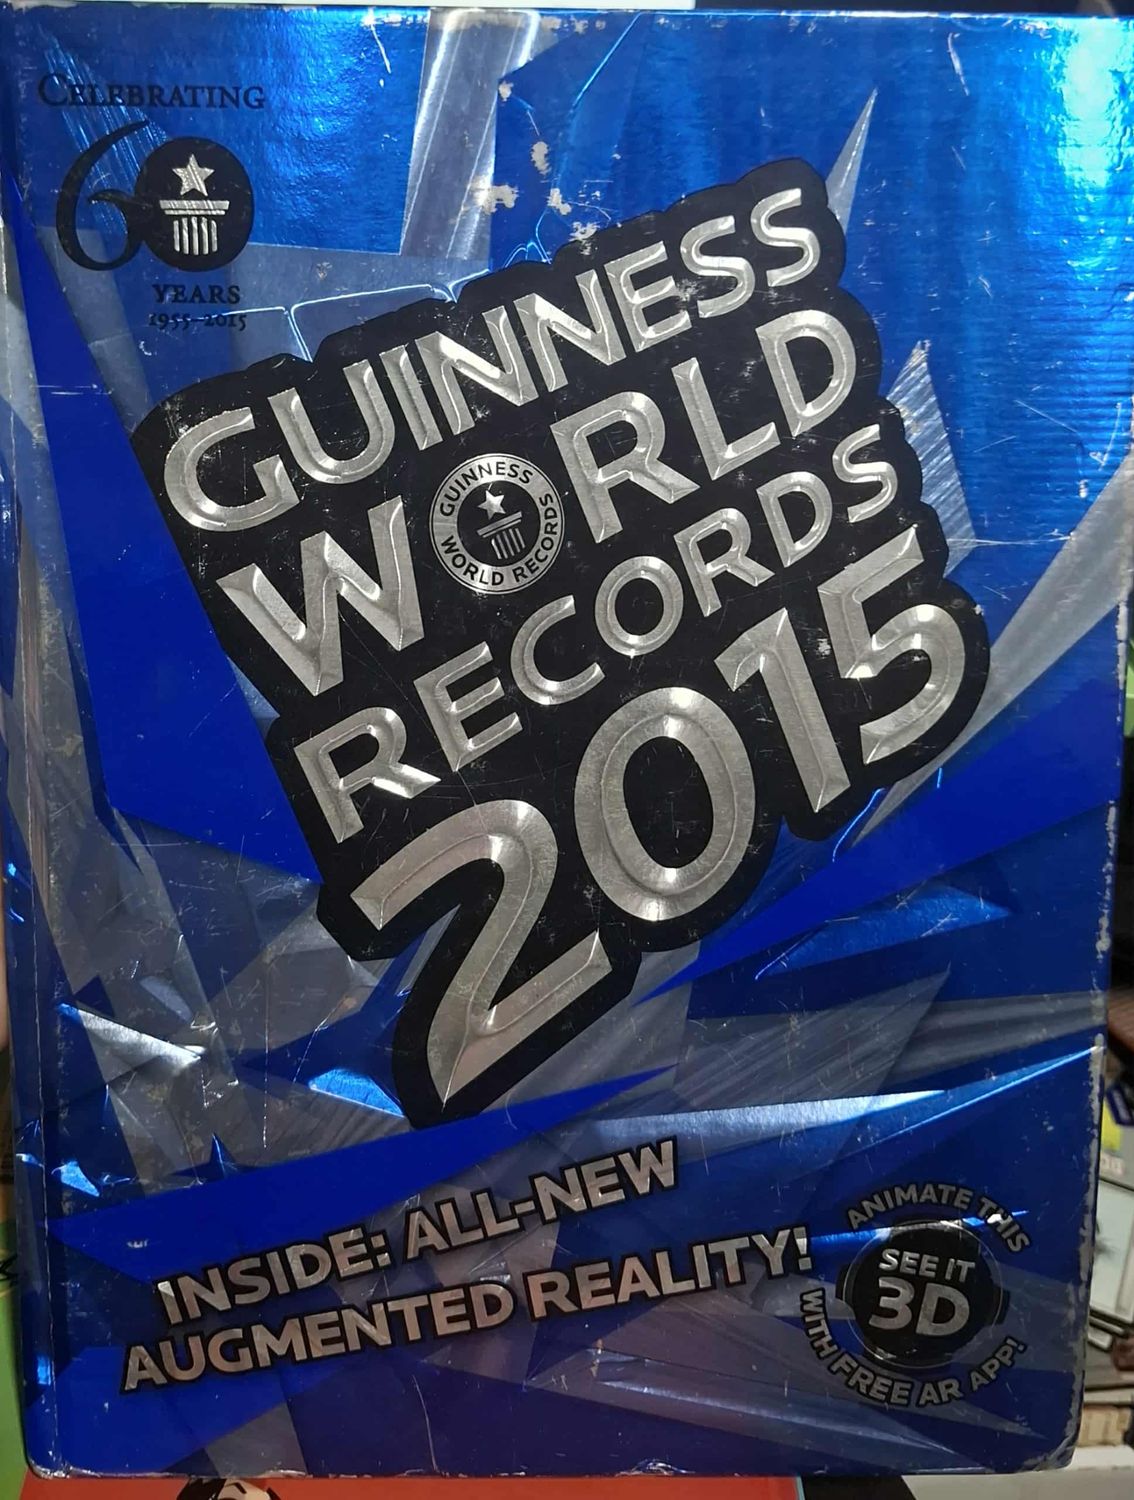 CELEBRATING
60
YEARS
1955-2015
GUINNESS
WORLD
RECORDS
2015
GUINNESS
WORLD RECORDS
INSIDE: ALL-NEW
AUGMENTED REALITY!
ANIMATE THIS
SEE IT
3D
WITH FREE AR APP!